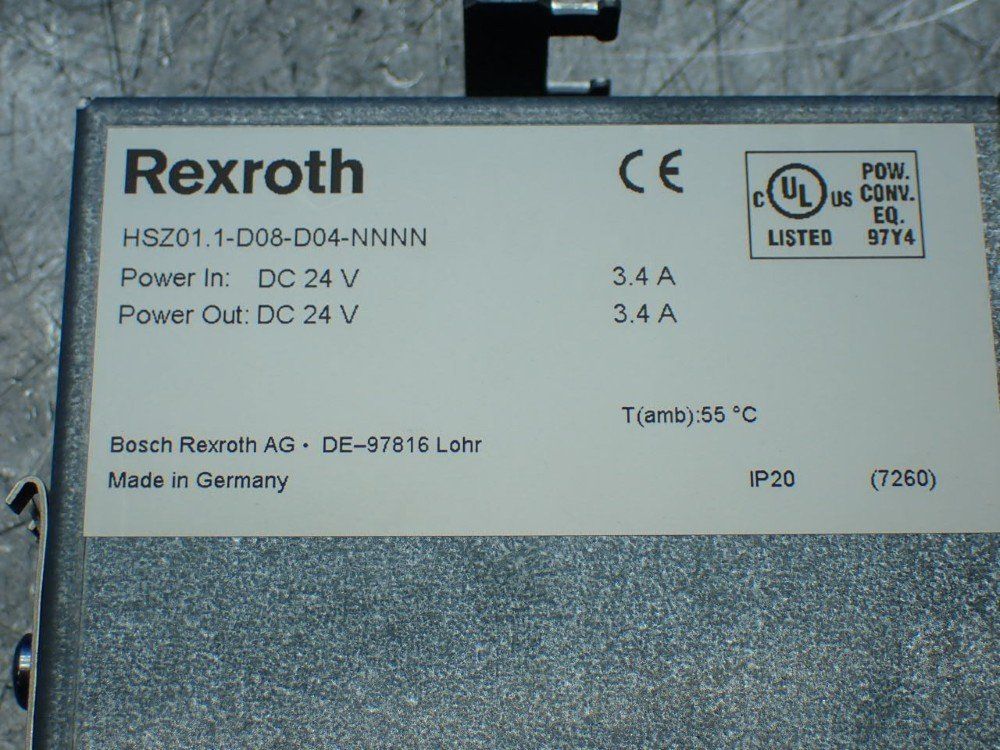 Rexroth
CE
HSZ01.1-D08-D04-NNNN
C UL US
LISTED
POW.
CONV.
EQ.
97Y4
Power In: DC 24 V 3.4 A
Power Out: DC 24 V 3.4 A
T(amb):55 °C
Bosch Rexroth AG • DE–97816 Lohr
Made in Germany IP20 (7260)